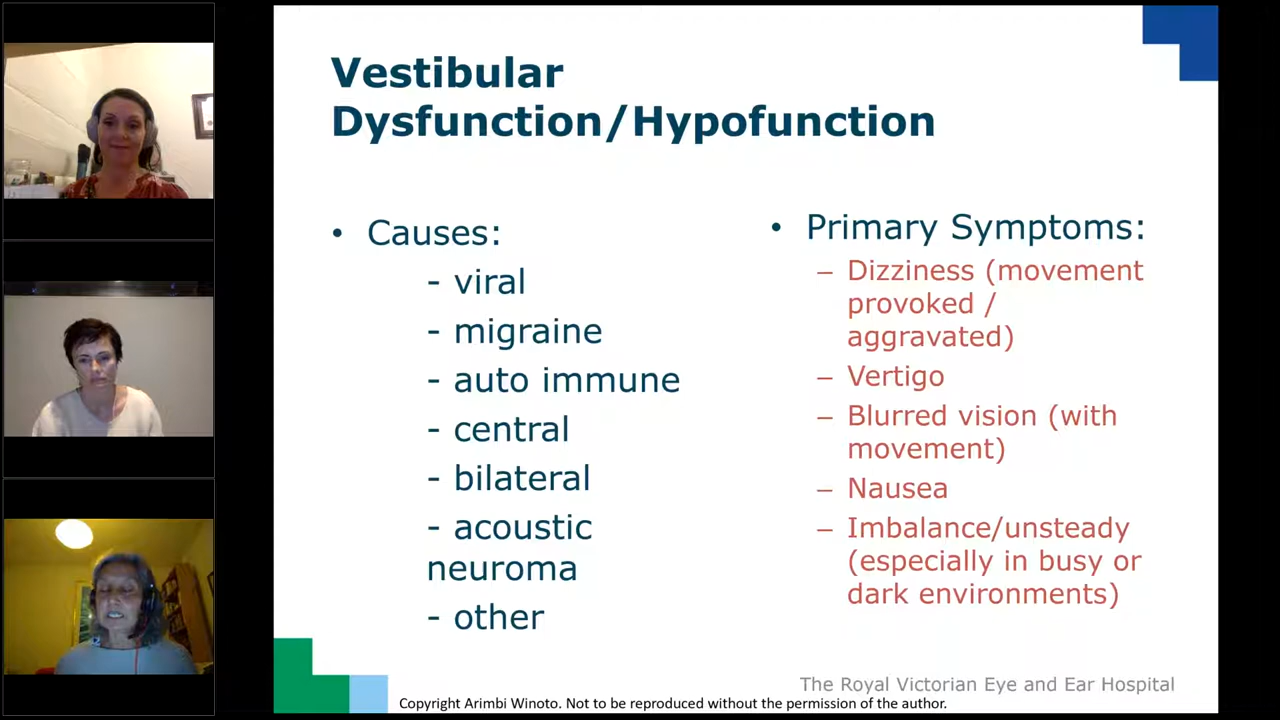 Vestibular
Dysfunction/Hypofunction
• Causes:
- viral
- migraine
- auto immune
- central
- bilateral
- acoustic
neuroma
- other
• Primary Symptoms:
– Dizziness (movement
provoked /
aggravated)
– Vertigo
– Blurred vision (with
movement)
– Nausea
– Imbalance/unsteady
(especially in busy or
dark environments)
The Royal Victorian Eye and Ear Hospital
Copyright Arimbi Winoto. Not to be reproduced without the permission of the author.